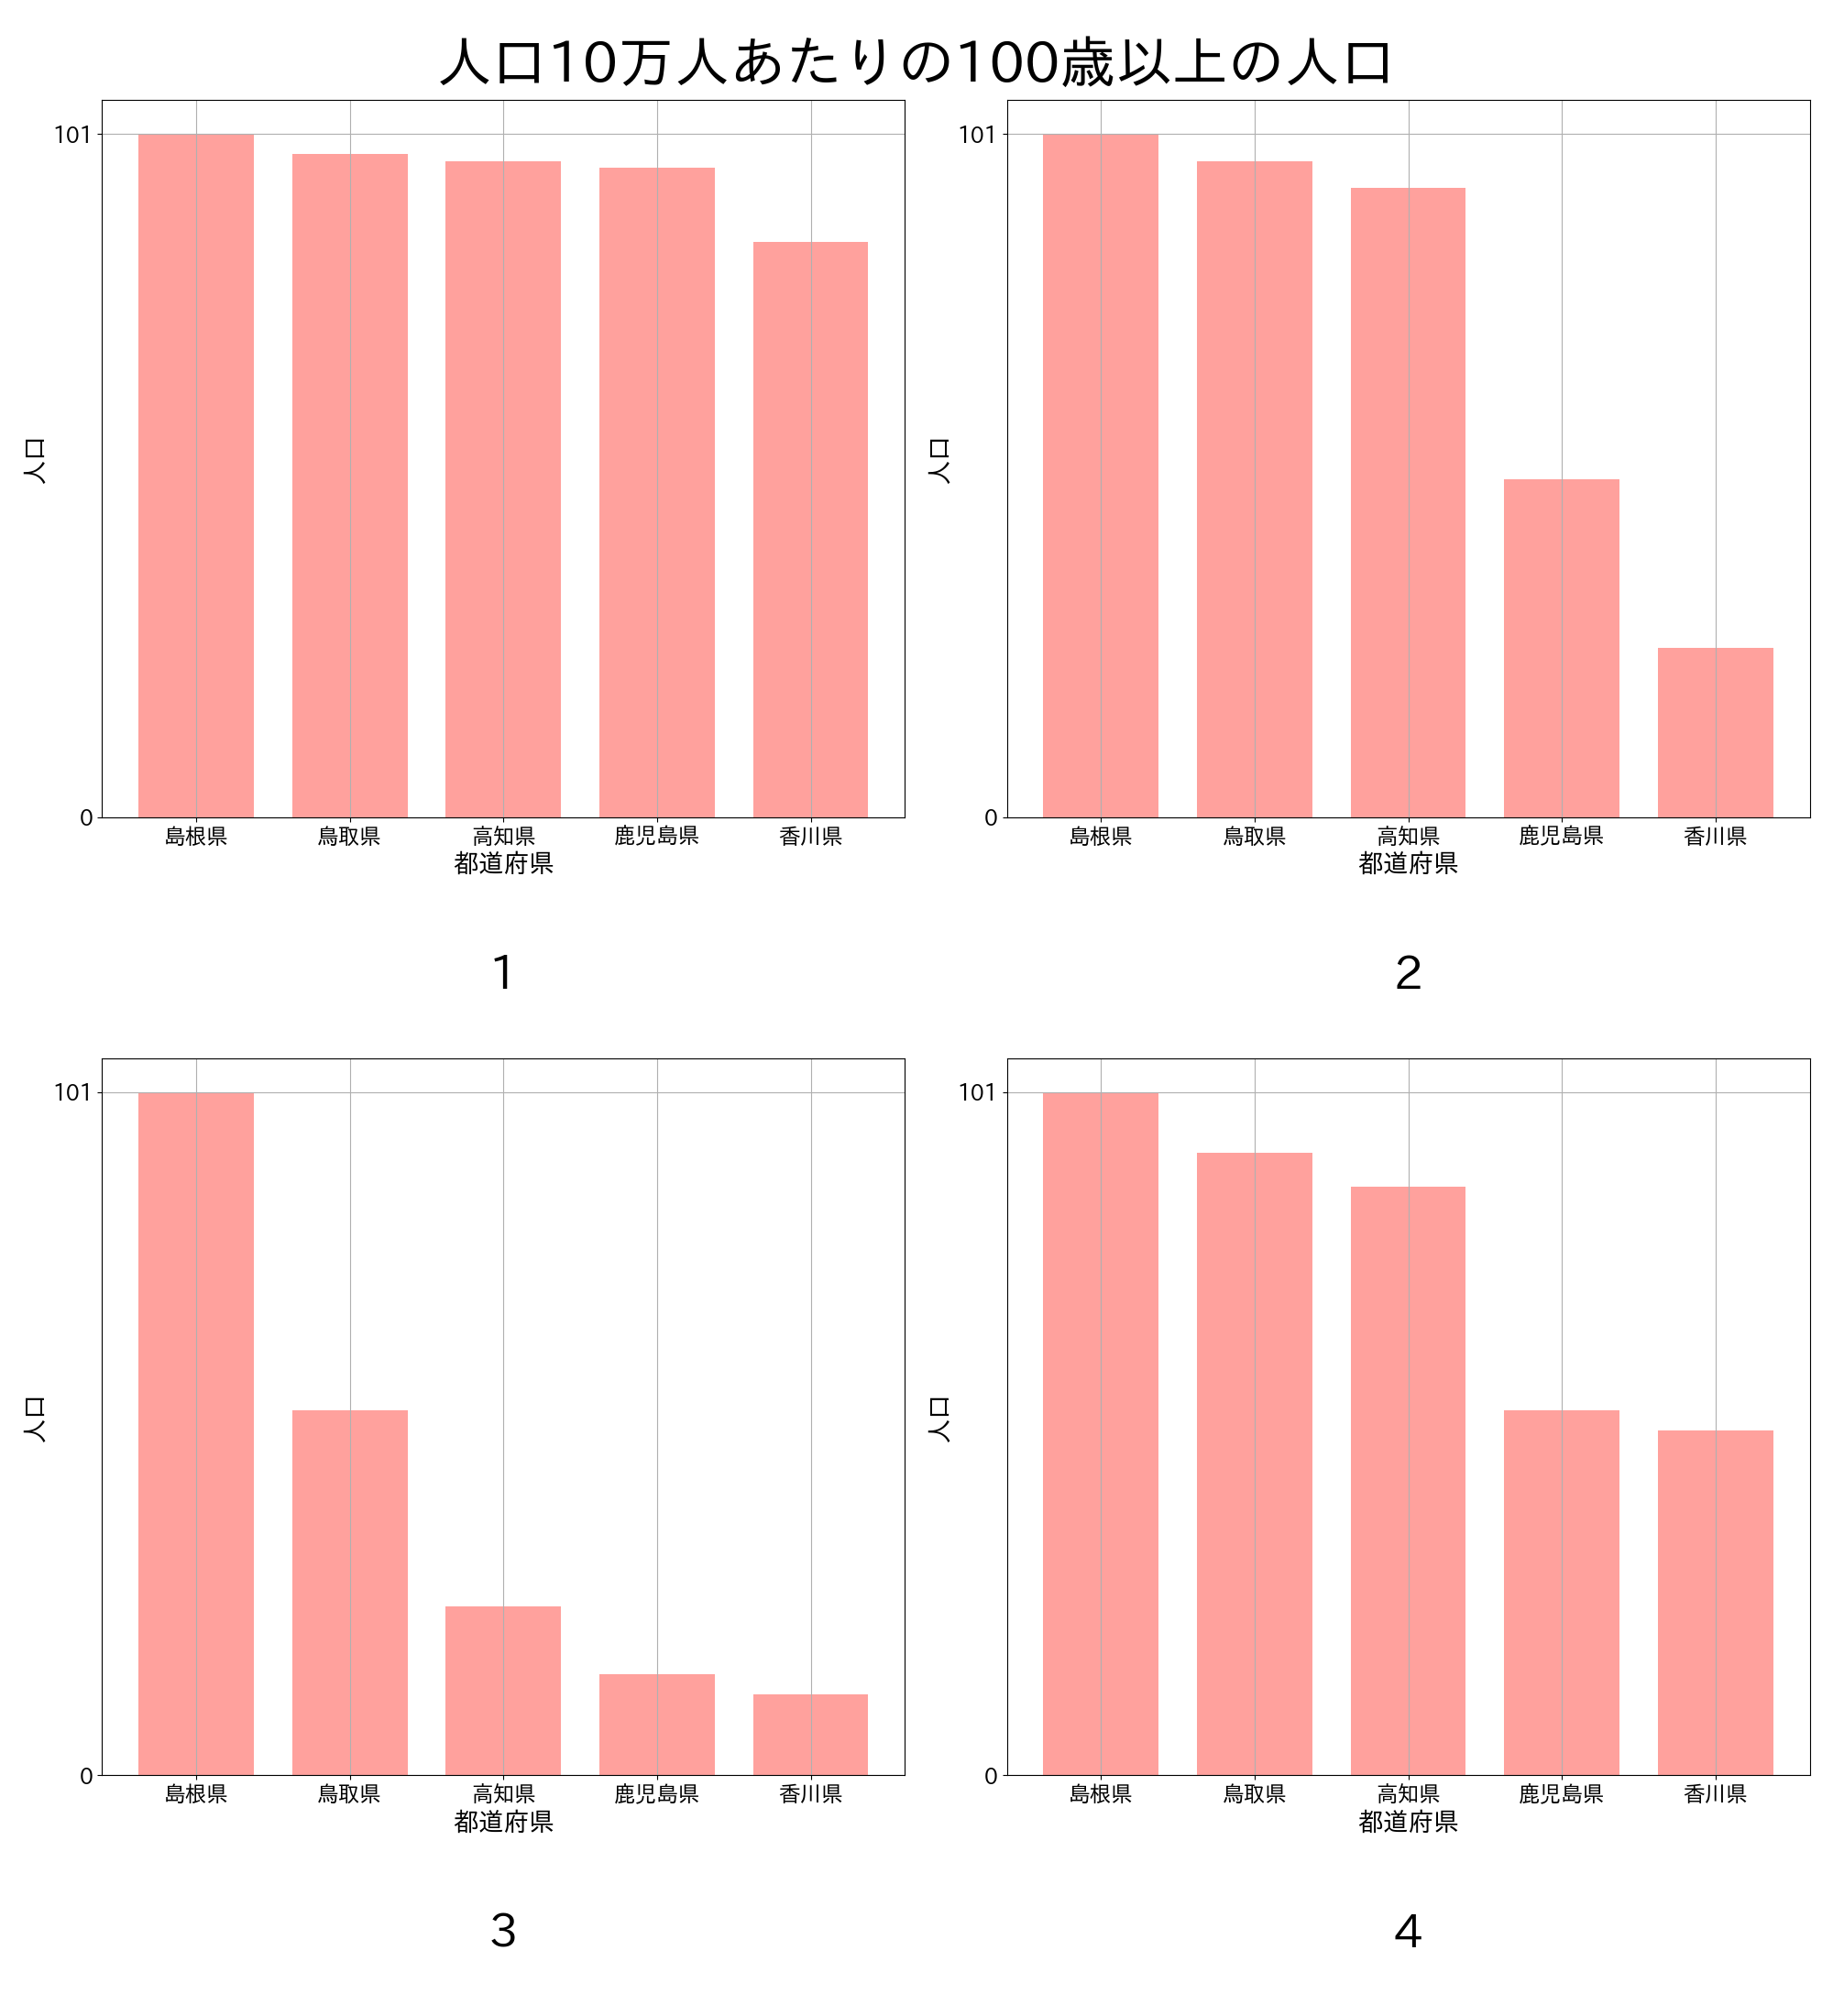 人口10万人あたりの100歳以上の人口
人口
101
0
島根県 鳥取県 高知県 鹿児島県 香川県
都道府県
1
人口
101
0
島根県 鳥取県 高知県 鹿児島県 香川県
都道府県
2
人口
101
0
島根県 鳥取県 高知県 鹿児島県 香川県
都道府県
3
人口
101
0
島根県 鳥取県 高知県 鹿児島県 香川県
都道府県
4